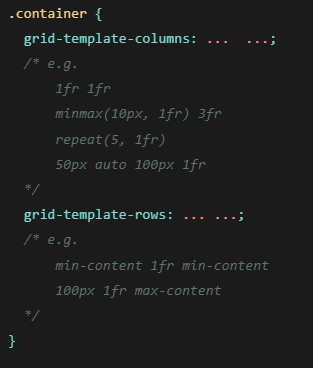 .container {
  grid-template-columns: ...  ...;
  /* e.g.
      1fr 1fr
      minmax(10px, 1fr) 3fr
      repeat(5, 1fr)
      50px auto 100px 1fr
  */
  grid-template-rows: ... ...;
  /* e.g.
      min-content 1fr min-content
      100px 1fr max-content
  */
}